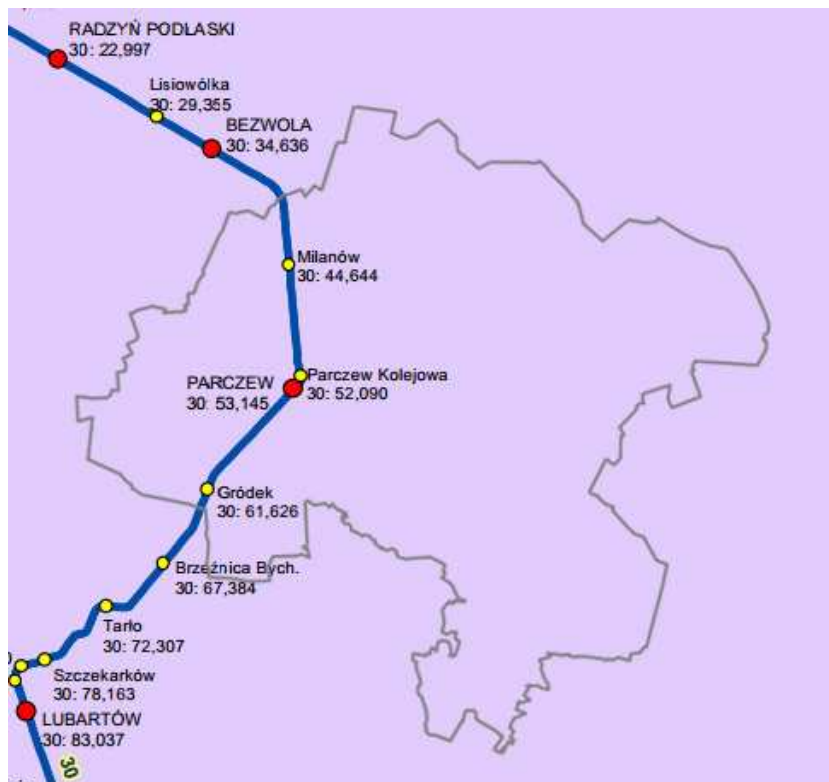 RADZYŃ PODLASKI
30: 22,997
Lisiowólka
30: 29,355
BEZWOLA
30: 34,636
Milanów
30: 44,644
PARCZEW
30: 53,145
Parczew Kolejowa
30: 52,090
Gródek
30: 61,626
Brzeźnica Bych.
30: 67,384
Tarło
30: 72,307
Szczekarków
30: 78,163
LUBARTÓW
30: 83,037
30